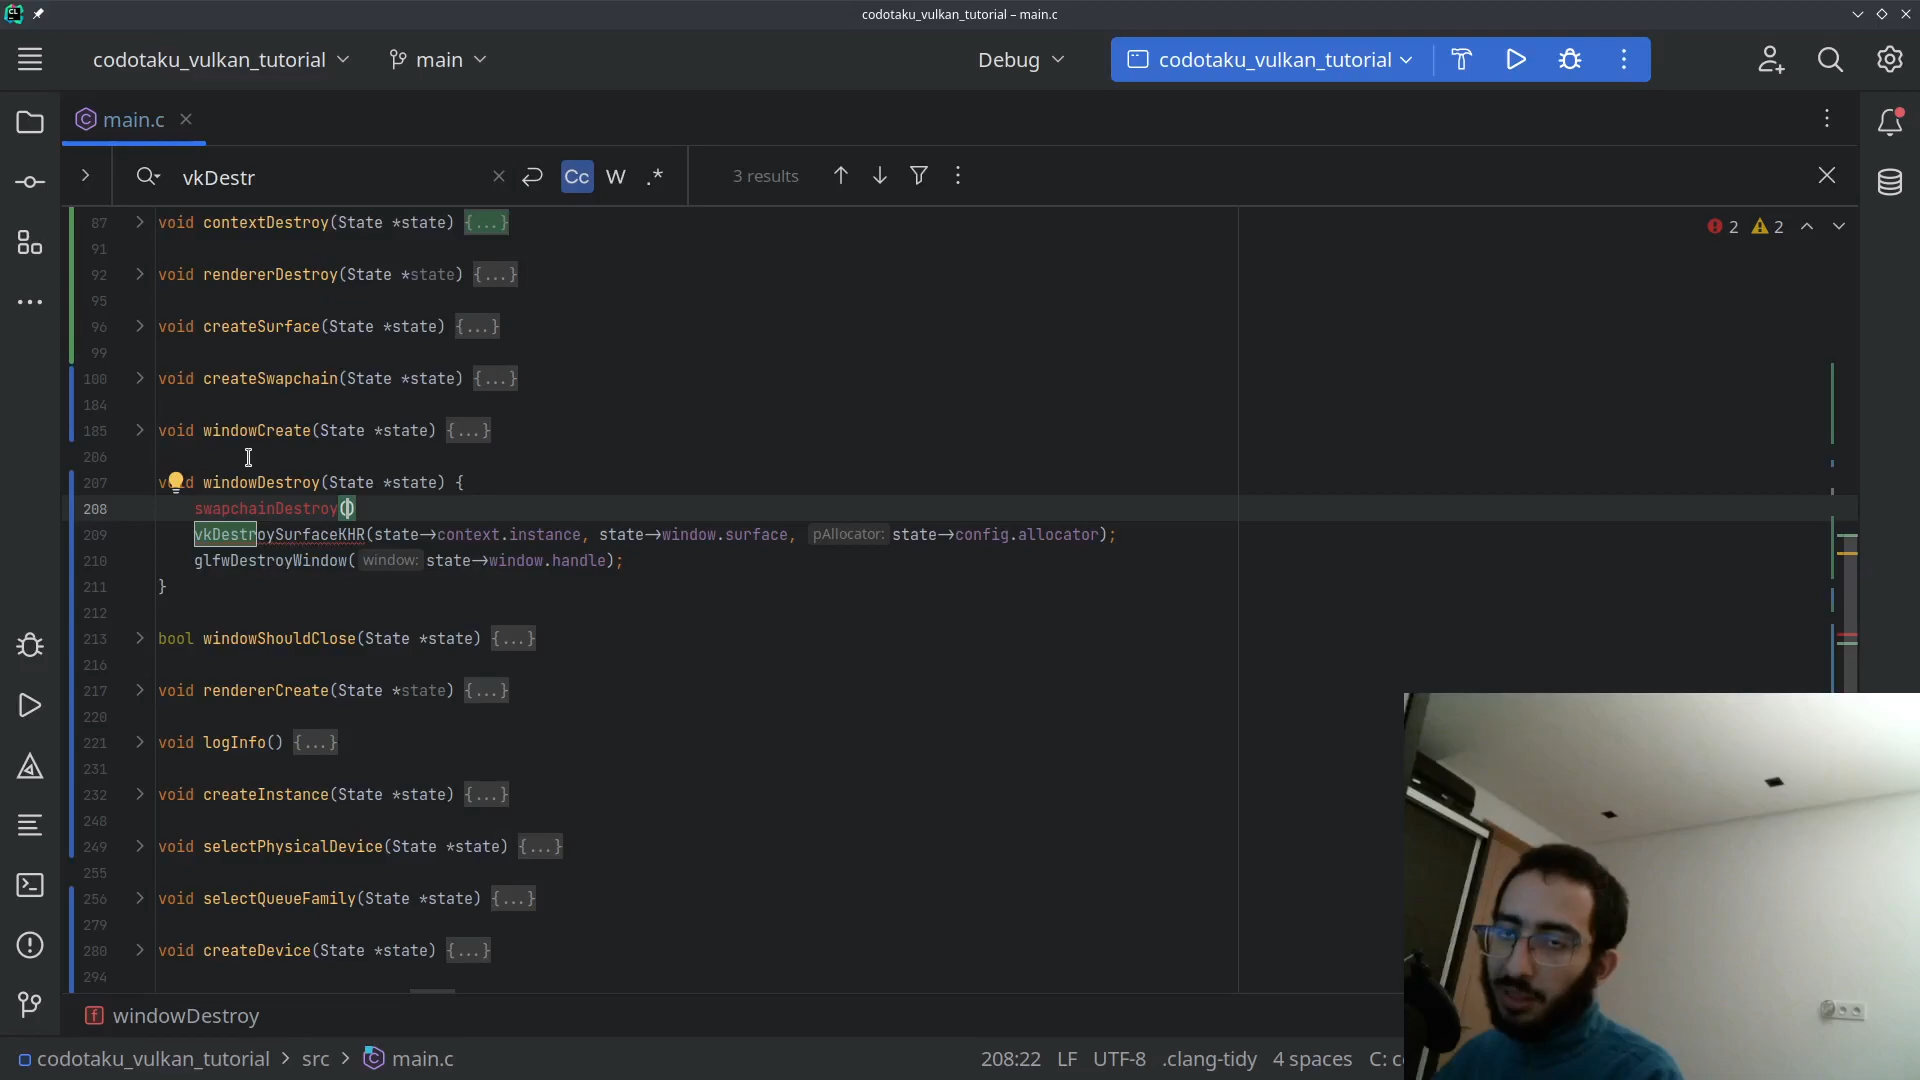 codotaku_vulkan_tutorial – main.c
codotaku_vulkan_tutorial main Debug codotaku_vulkan_tutorial
main.c
vkDestr Cc W .* 3 results
87 void contextDestroy(State *state) {...} 2 2
91
92 void rendererDestroy(State *state) {...}
95
96 void createSurface(State *state) {...}
99
100 void createSwapchain(State *state) {...}
184
185 void windowCreate(State *state) {...}
206
207 void windowDestroy(State *state) {
208 swapchainDestroy()
209 vkDestroySurfaceKHR(state→context.instance, state→window.surface, pAllocator: state→config.allocator);
210 glfwDestroyWindow( window: state→window.handle);
211 }
212
213 bool windowShouldClose(State *state) {...}
216
217 void rendererCreate(State *state) {...}
220
221 void logInfo() {...}
231
232 void createInstance(State *state) {...}
248
249 void selectPhysicalDevice(State *state) {...}
255
256 void selectQueueFamily(State *state) {...}
279
280 void createDevice(State *state) {...}
294
f windowDestroy
codotaku_vulkan_tutorial > src > main.c 208:22 LF UTF-8 .clang-tidy 4 spaces